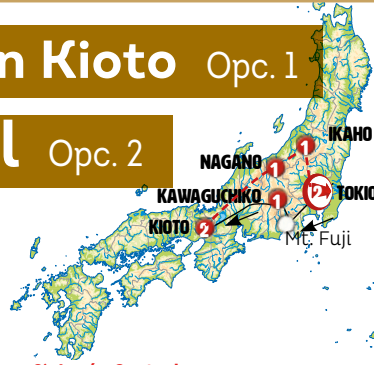 m Kioto Opc. 1
l Opc. 2
IKAHO
NAGANO
1
1
KAWAGUCHIKO
1
2
TOKIO
KIOTO
2
Mt. Fuji